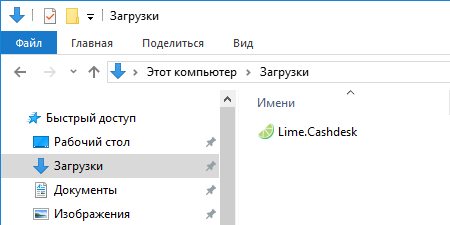 Загрузки
Файл Главная Поделиться Вид
Этот компьютер Загрузки
Имени
Быстрый доступ
Lime.Cashdesk
Рабочий стол
Загрузки
Документы
Изображения